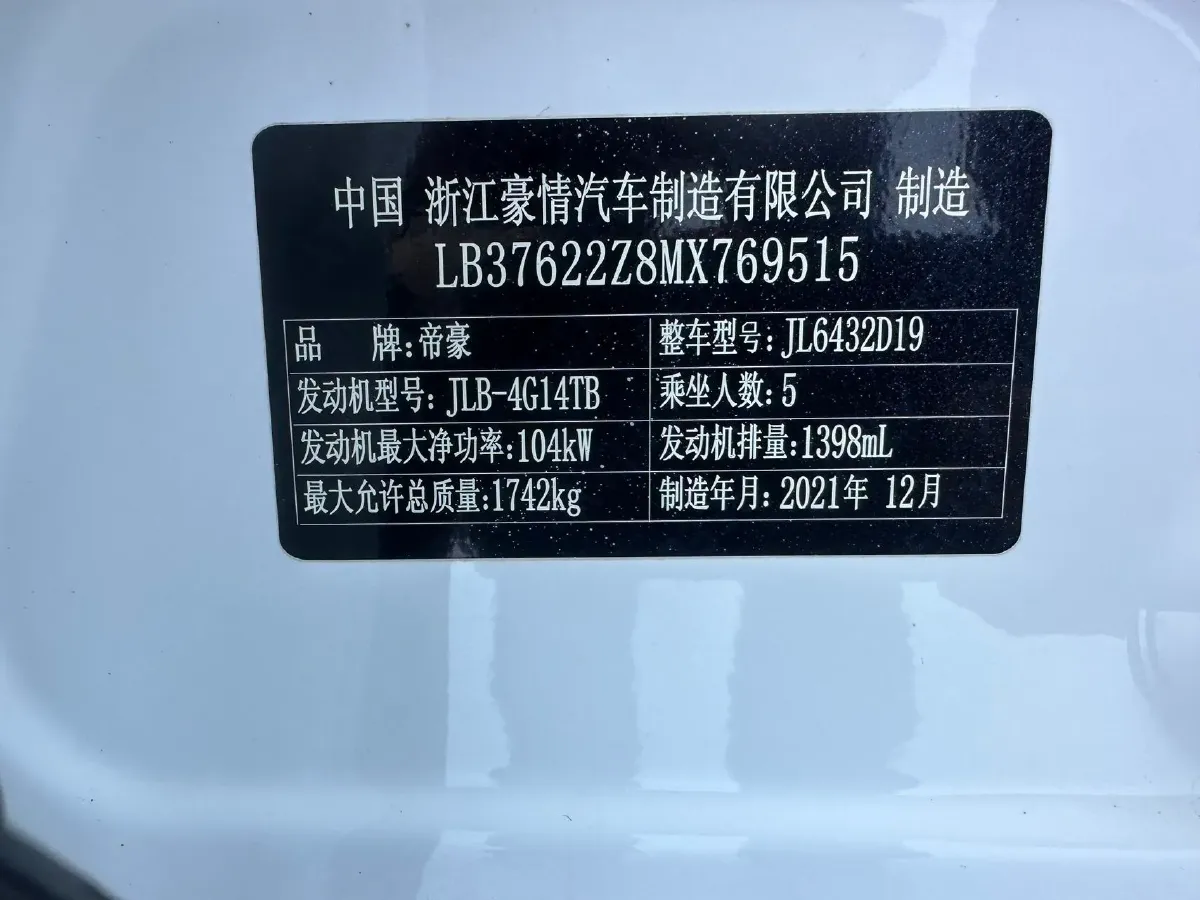 中国 浙江豪情汽车制造有限公司 制造
LB37622Z8MX769515
品 牌:帝豪 整车型号:JL6432D19
发动机型号:JLB-4G14TB 乘坐人数:5
发动机最大净功率:104kW 发动机排量:1398mL
最大允许总质量:1742kg 制造年月:2021年 12月